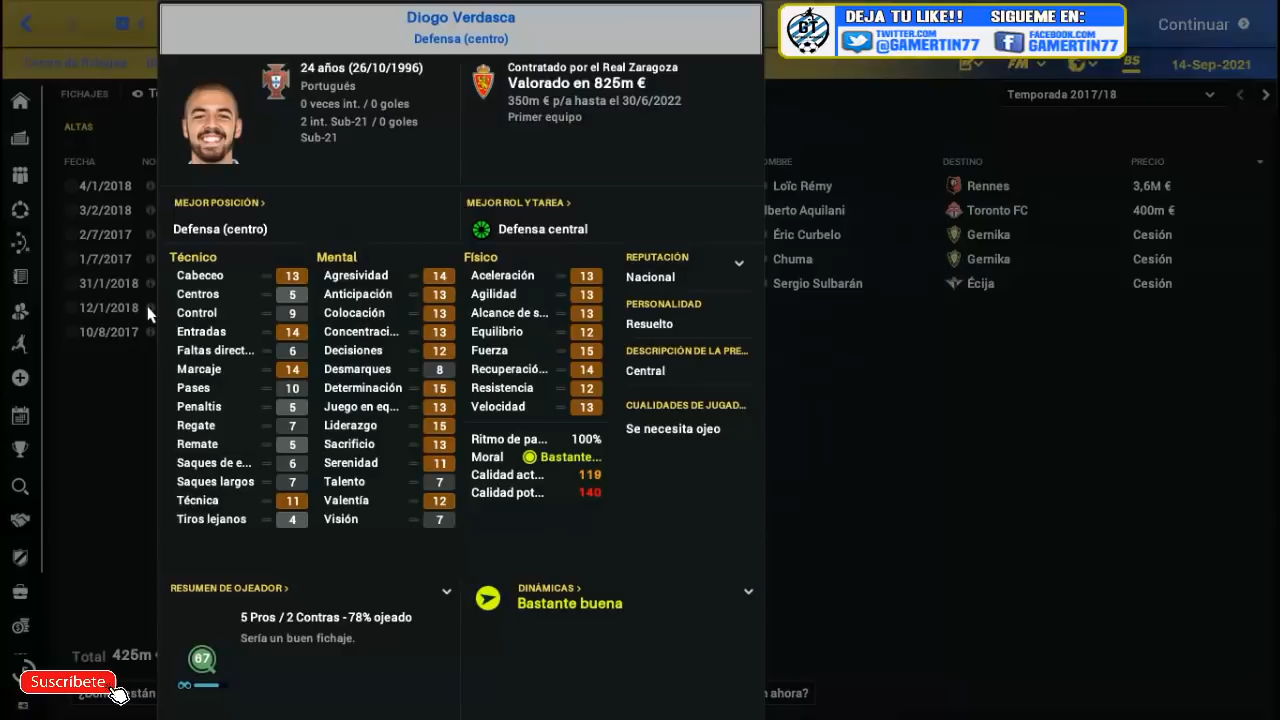 Diogo Verdasca
Defensa (centro)
DEJA TU LIKE!! SIGUEME EN:
TWITTER.COM
@GAMERTIN77
FACEBOOK.COM
GAMERTIN77
GT
Continuar
FM
BS
14-Sep-2021
24 años (26/10/1996)
Portugués
0 veces int. / 0 goles
2 int. Sub-21 / 0 goles
Sub-21
Contratado por el Real Zaragoza
Valorado en 825m €
350m € p/a hasta el 30/6/2022
Primer equipo
FICHAJES
Temporada 2017/18
ALTAS
FECHA NO
4/1/2018
3/2/2018
2/7/2017
1/7/2017
31/1/2018
12/1/2018
10/8/2017
OMBRE DESTINO PRECIO
Loïc Rémy Rennes 3,6M €
lberto Aquilani Toronto FC 400m €
Éric Curbelo Gernika Cesión
Chuma Gernika Cesión
Sergio Sulbarán Écija Cesión
MEJOR POSICIÓN >
Defensa (centro)
MEJOR ROL Y TAREA >
Defensa central
Técnico
Cabeceo 13
Centros 5
Control 9
Entradas 14
Faltas direct... 6
Marcaje 14
Pases 10
Penaltis 5
Regate 7
Remate 5
Saques de e... 6
Saques largos 7
Técnica 11
Tiros lejanos 4
Mental
Agresividad 14
Anticipación 13
Colocación 13
Concentraci... 13
Decisiones 12
Desmarques 8
Determinación 15
Juego en eq... 13
Liderazgo 15
Sacrificio 13
Serenidad 11
Talento 7
Valentía 12
Visión 7
Físico
Aceleración 13
Agilidad 13
Alcance de s... 13
Equilibrio 12
Fuerza 15
Recuperació... 14
Resistencia 12
Velocidad 13
Ritmo de pa... 100%
Moral Bastante...
Calidad act... 119
Calidad pot... 140
REPUTACIÓN
Nacional
PERSONALIDAD
Resuelto
DESCRIPCIÓN DE LA PRE...
Central
CUALIDADES DE JUGAD...
Se necesita ojeo
RESUMEN DE OJEADOR >
5 Pros / 2 Contras - 78% ojeado
Sería un buen fichaje.
67
DINÁMICAS >
Bastante buena
Total 425m
Suscríbete
están
ahora?